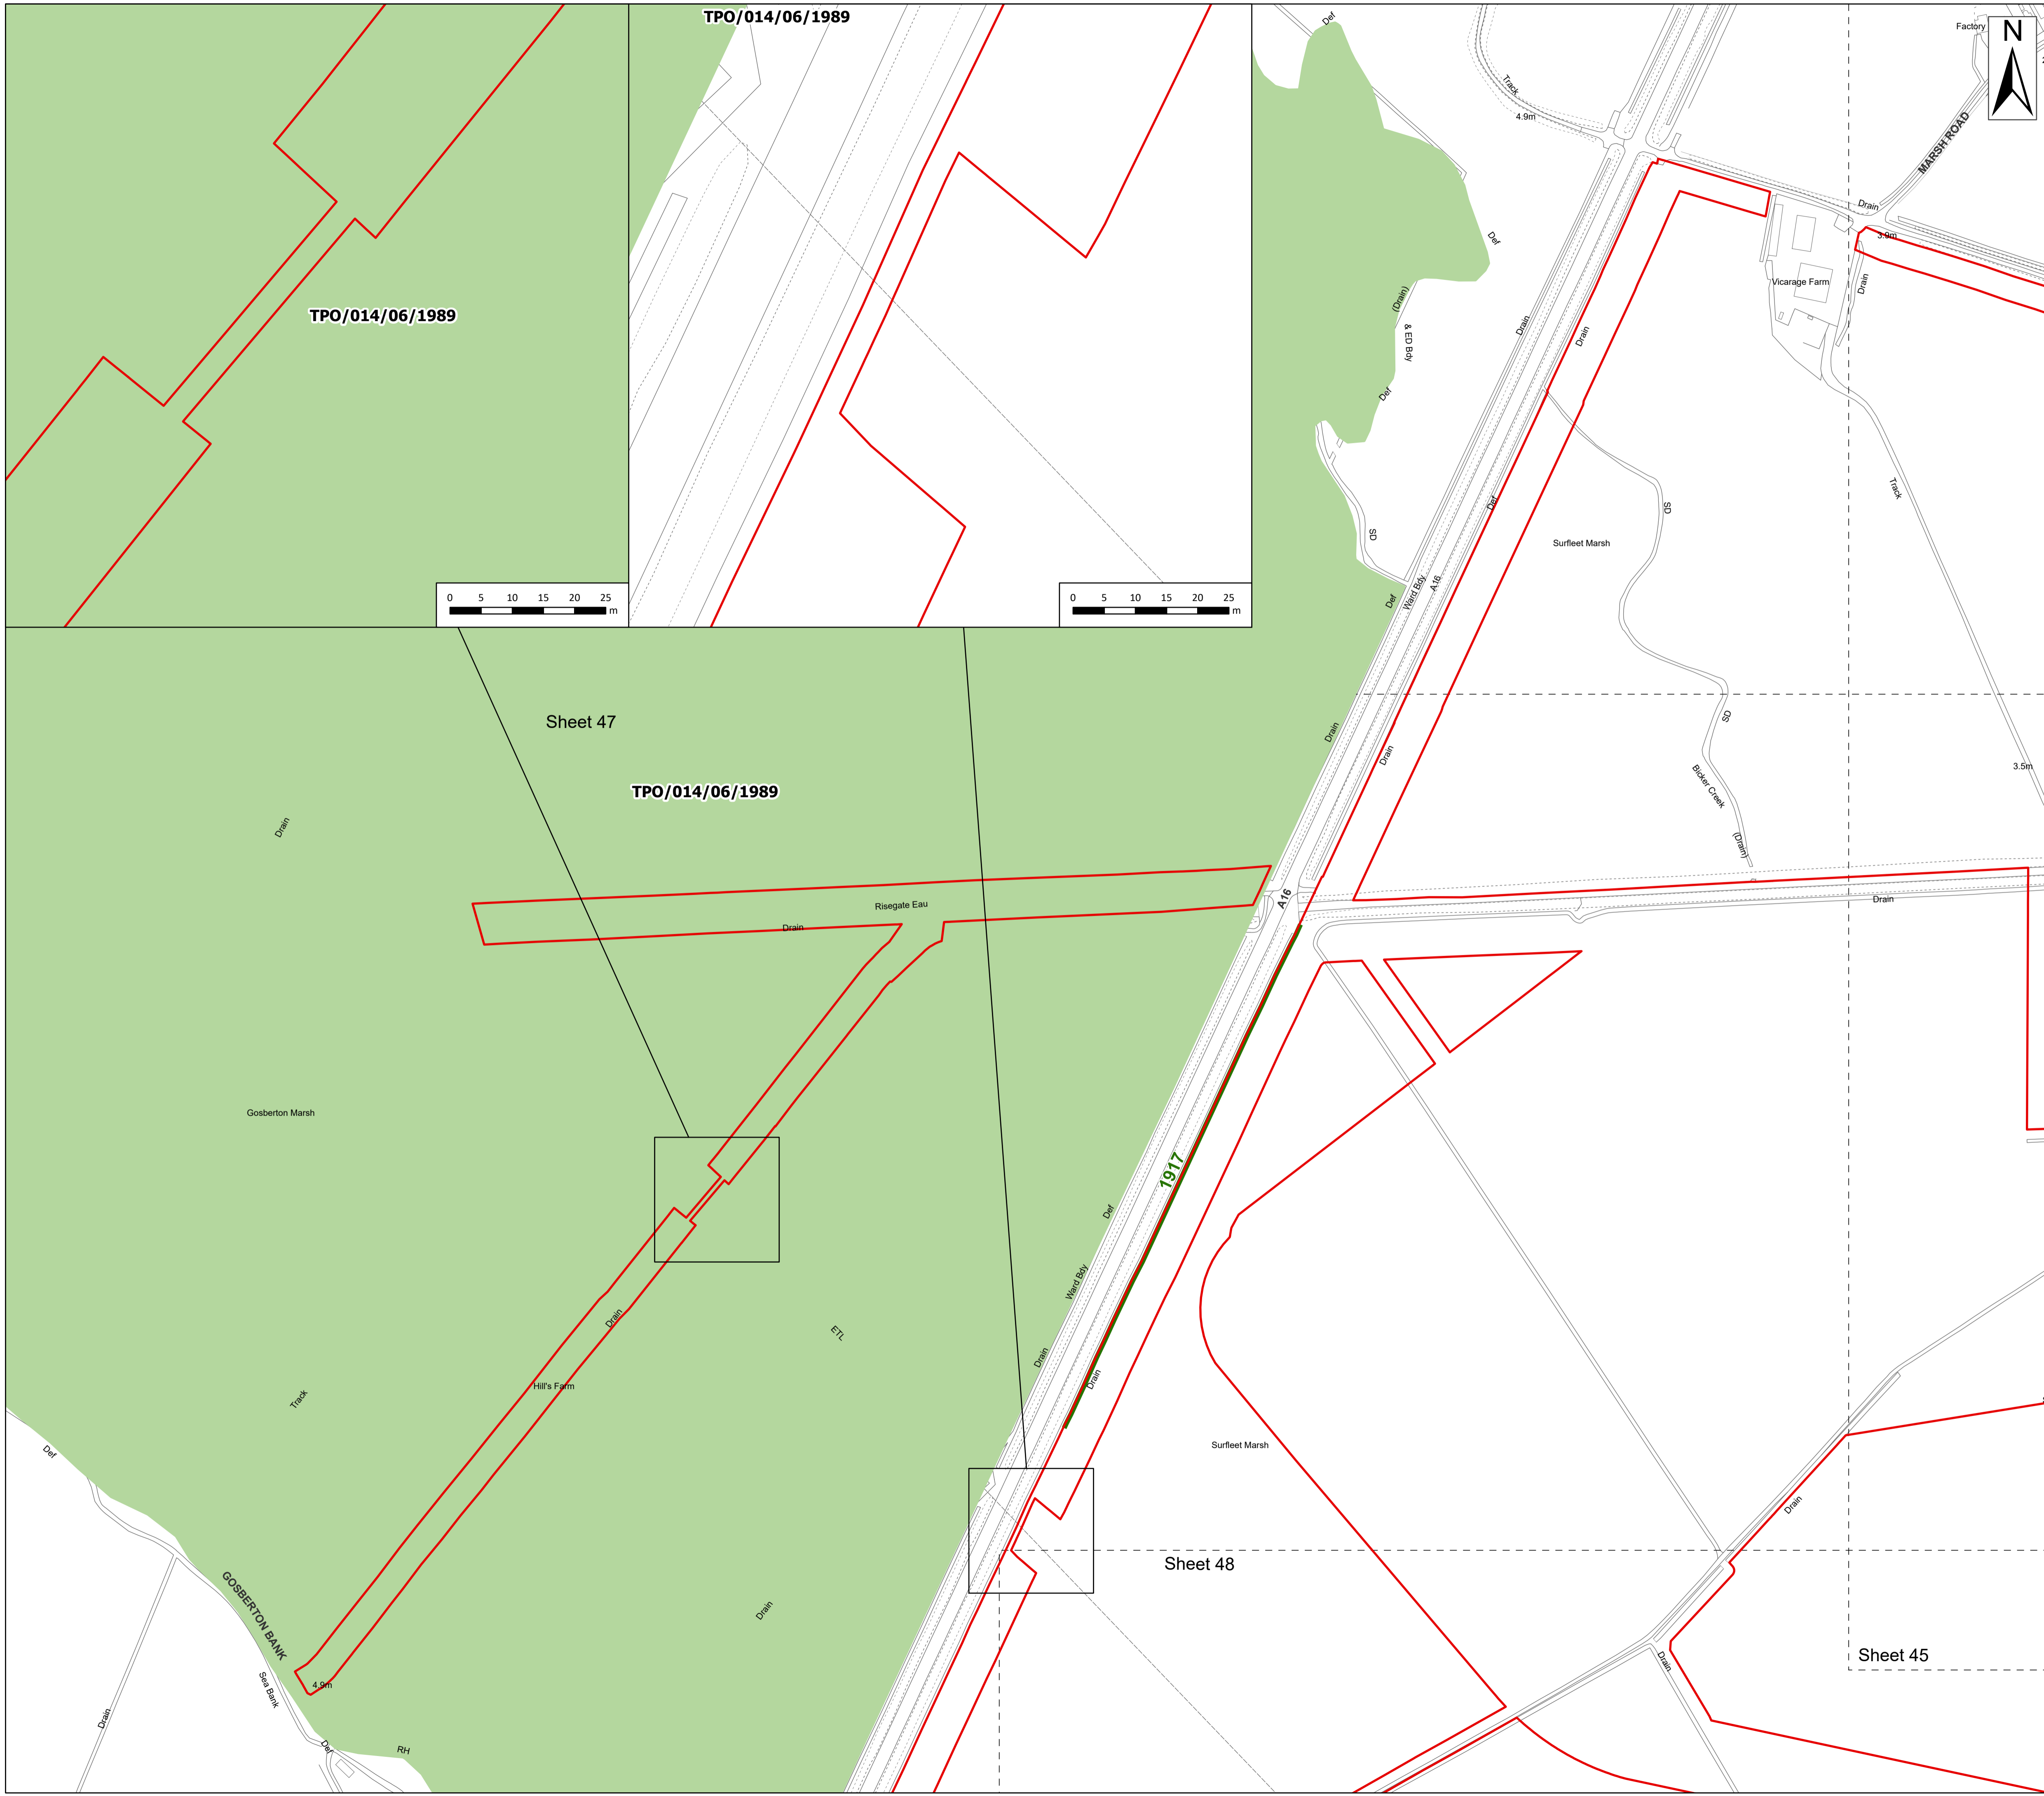 TPO/014/06/1989
TPO/014/06/1989
0 5 10 15 20 25
m
0 5 10 15 20 25
m
Def
Track
4.9m
Factory
N
MARSH ROAD
Drain
3.9m
Def
(Drain)
& ED Bdy
Def
Drain
Drain
Vicarage Farm
Drain
Track
SD
SD
Def
Surfleet Marsh
Def
Ward Bdy
A16
Sheet 47
TPO/014/06/1989
Drain
Drain
Drain
SD
Bicker Creek
(Drain)
3.5m
Risegate Eau
Drain
A16
Drain
Gosberton Marsh
1917
Def
Ward Bdy
Drain
Drain
Drain
ETL
Hill's Farm
Track
Def
Surfleet Marsh
Drain
Sheet 48
GOSBERTON BANK
Drain
Sea Bank
4.9m
Drain
Def
RH
Drain
Sheet 45